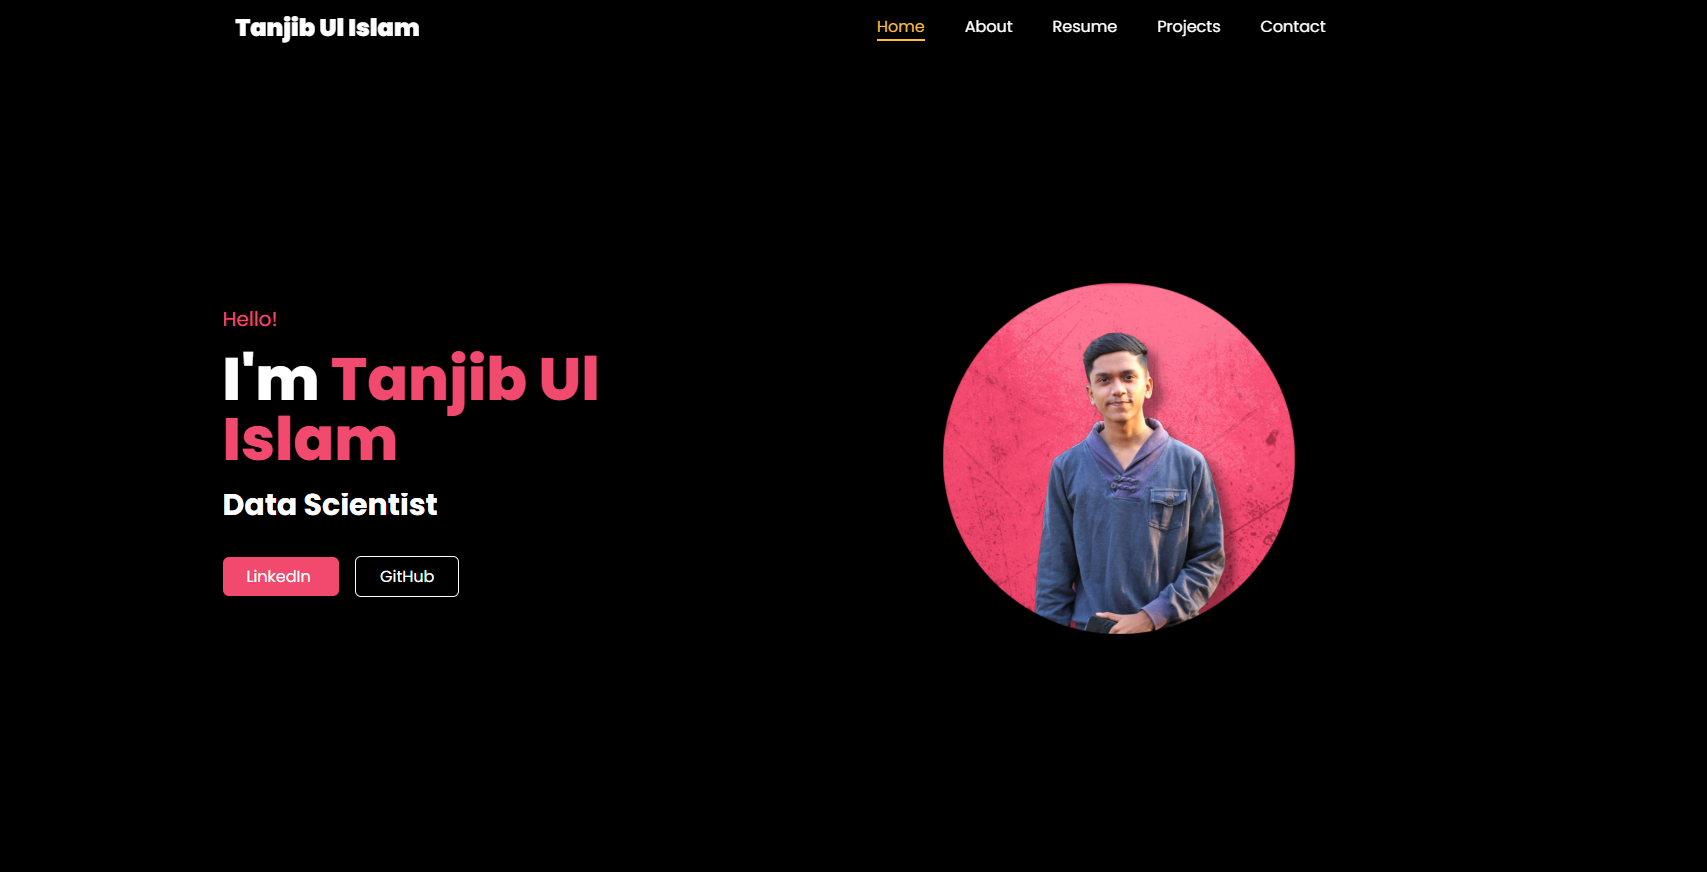 Tanjib Ul Islam
Home About Resume Projects Contact
Hello!
I'm Tanjib Ul
Islam
Data Scientist
LinkedIn GitHub